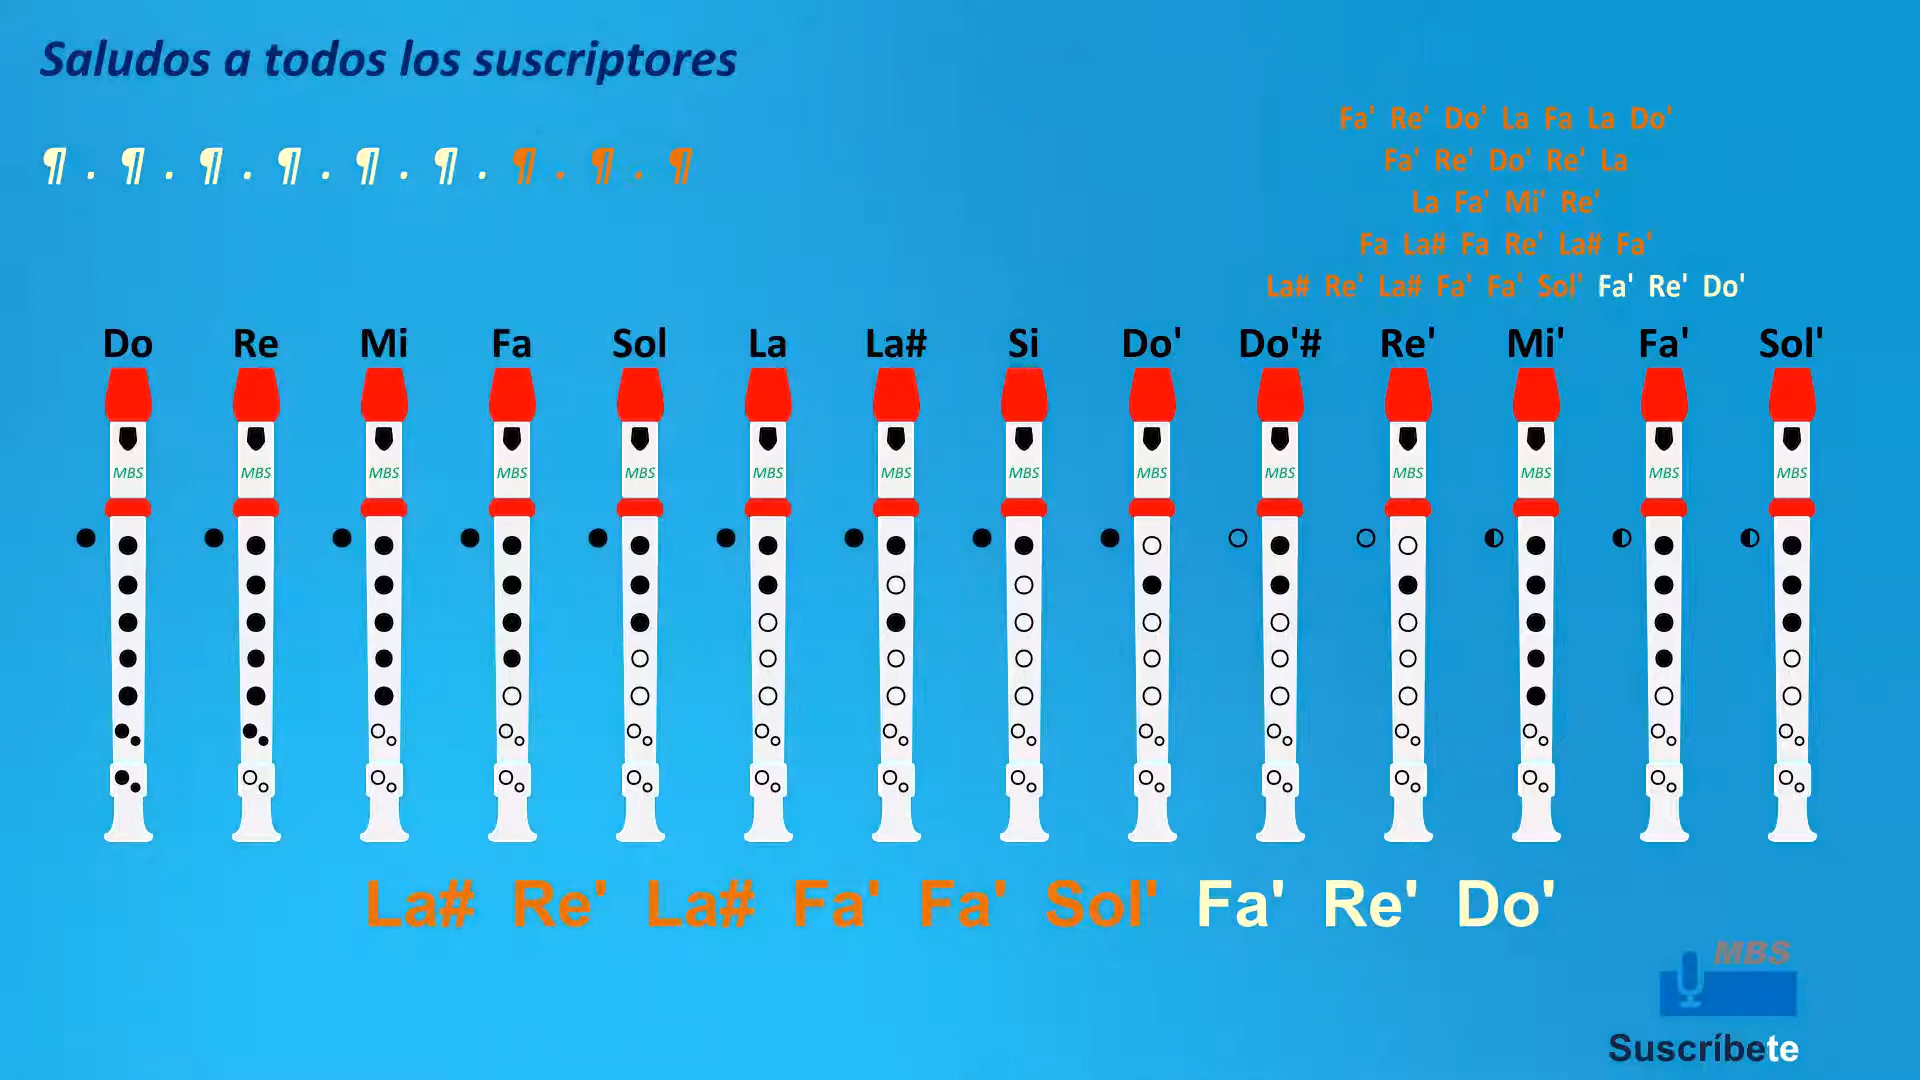 Saludos a todos los suscriptores
¶ . ¶ . ¶ . ¶ . ¶ . ¶ . ¶ . ¶ . ¶
Fa' Re' Do' La Fa La Do'
Fa' Re' Do' Re' La
La Fa' Mi' Re'
Fa La# Fa Re' La# Fa'
La# Re' La# Fa' Fa' Sol' Fa' Re' Do'
Do Re Mi Fa Sol La La# Si Do' Do'# Re' Mi' Fa' Sol'
MBS MBS MBS MBS MBS MBS MBS MBS MBS MBS MBS MBS MBS MBS
La# Re' La# Fa' Fa' Sol' Fa' Re' Do'
MBS
Suscríbete